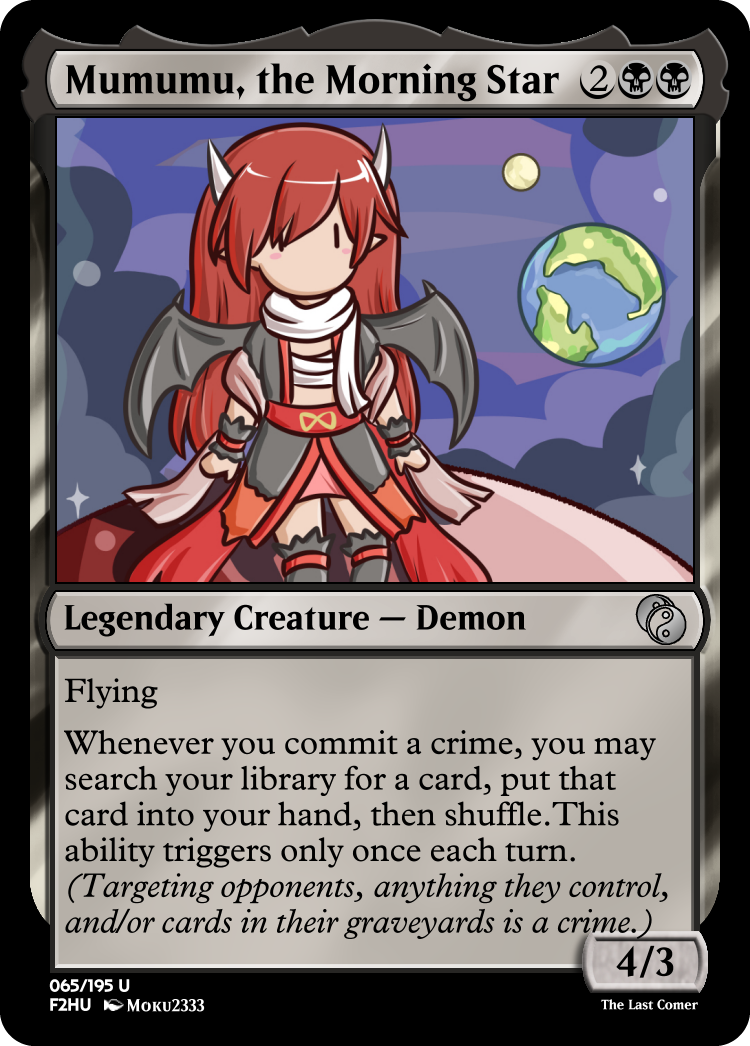 Mumumu, the Morning Star 2
Legendary Creature — Demon
Flying
Whenever you commit a crime, you may
search your library for a card, put that
card into your hand, then shuffle.This
ability triggers only once each turn.
(Targeting opponents, anything they control,
and/or cards in their graveyards is a crime.)
4/3
065/195 U
F2HU Moku2333
The Last Comer